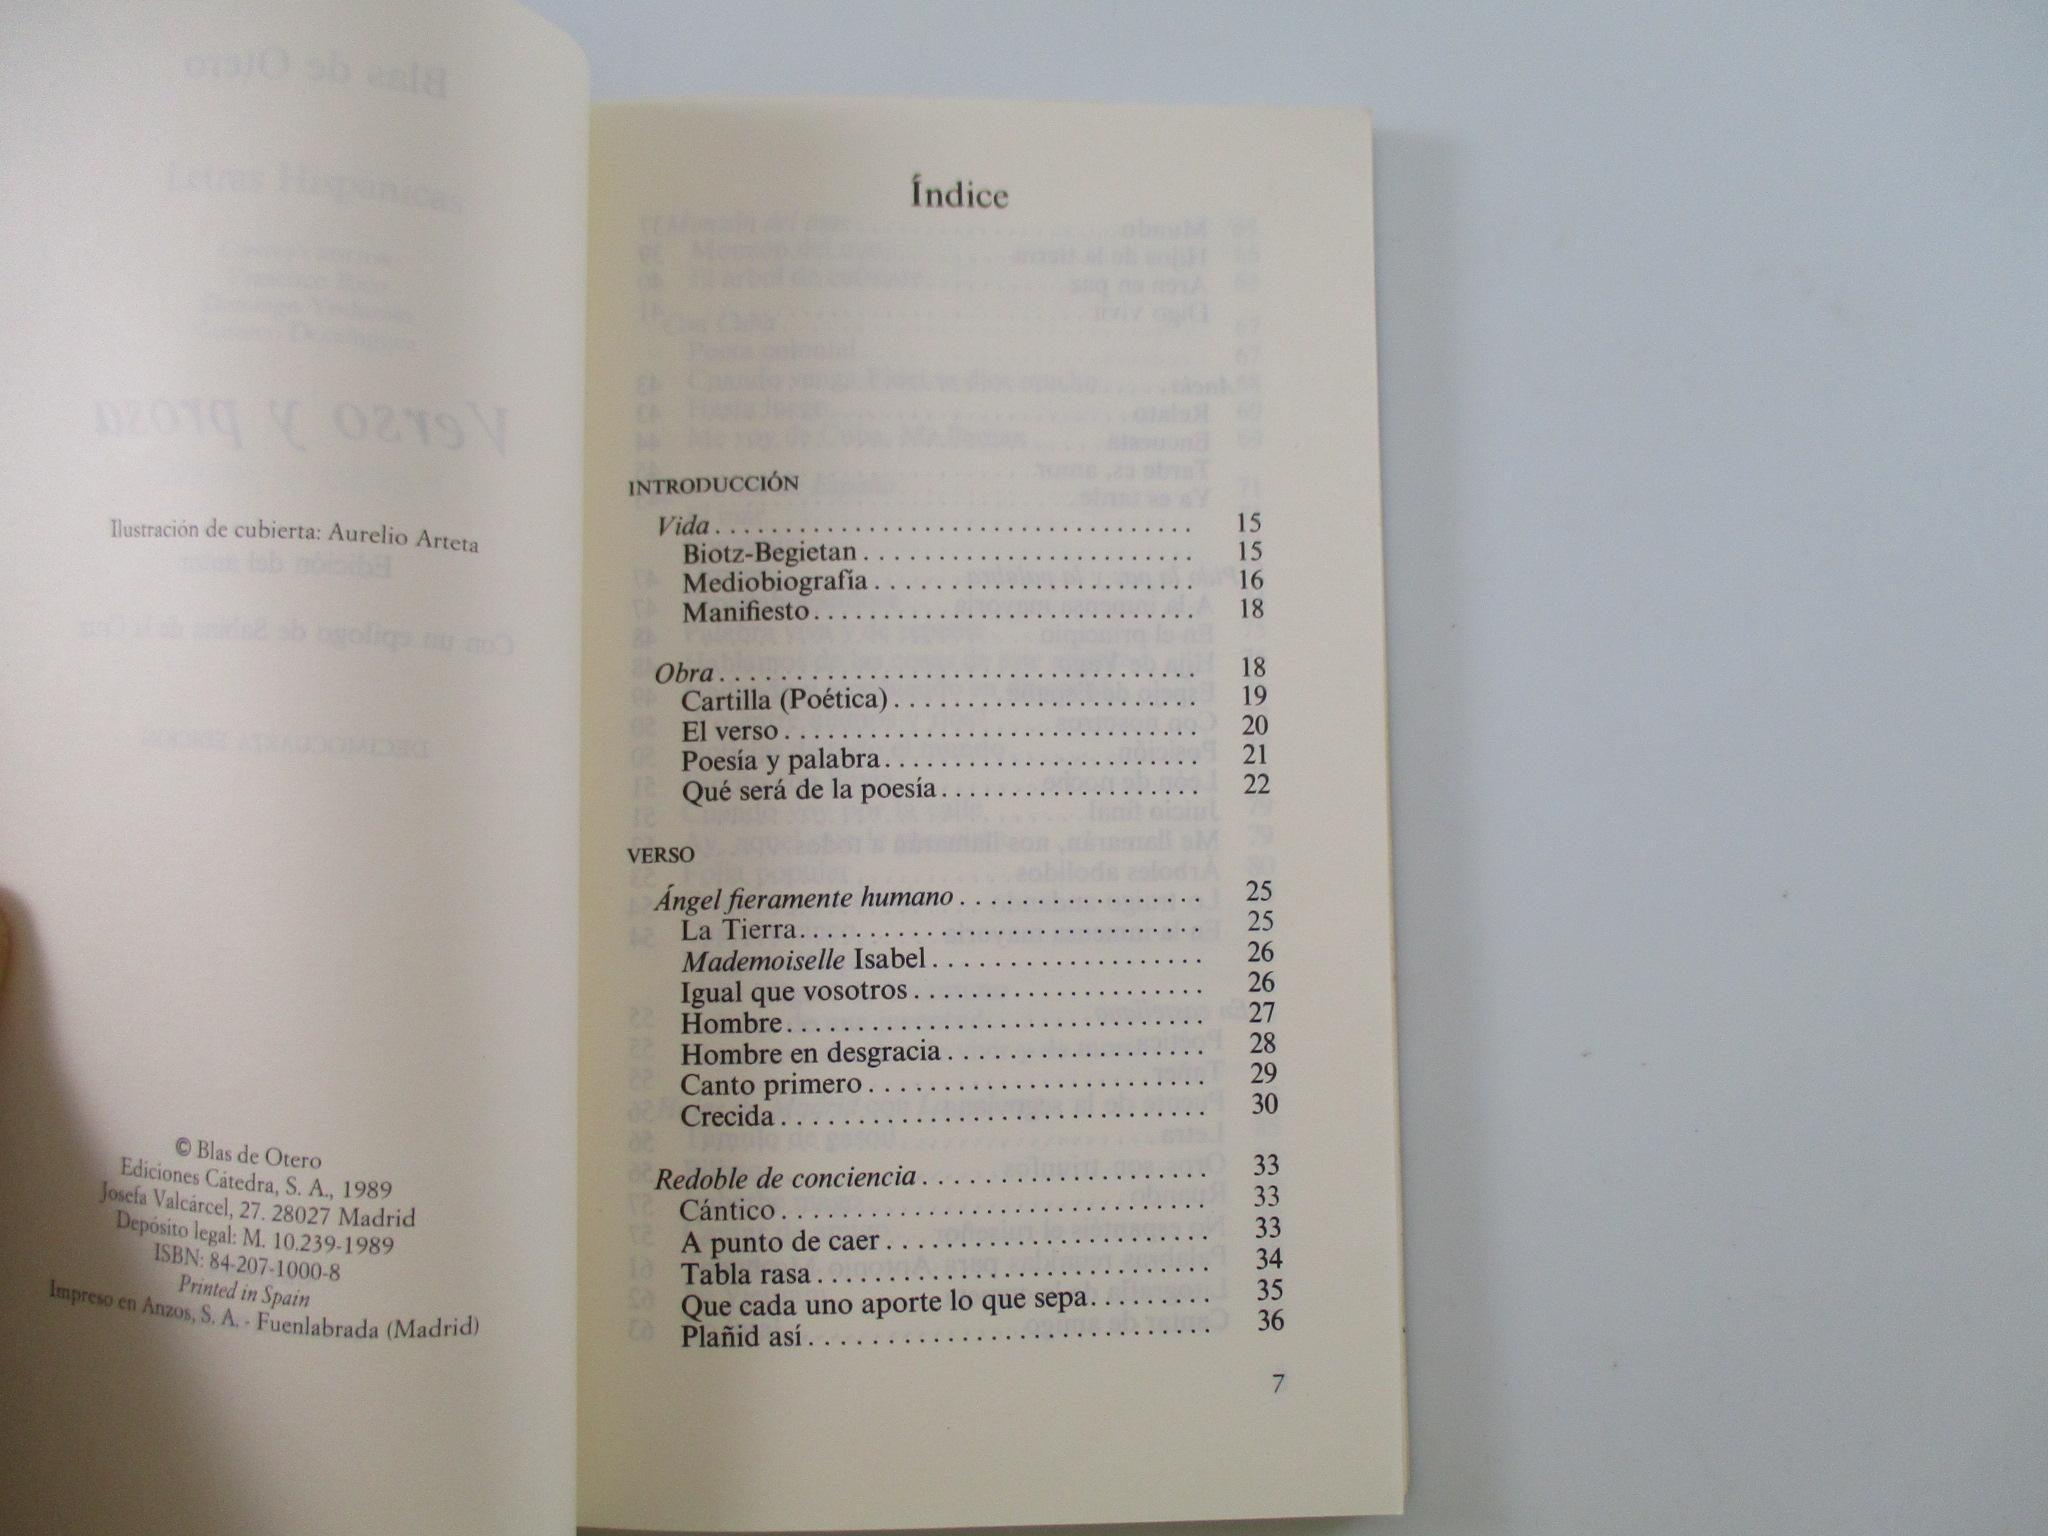 Ilustración de cubierta: Aurelio Arteta
© Blas de Otero
Ediciones Cátedra, S. A., 1989
Josefa Valcárcel, 27. 28027 Madrid
Depósito legal: M. 10.239-1989
ISBN: 84-207-1000-8
Printed in Spain
Impreso en Anzos, S. A. - Fuenlabrada (Madrid)
Índice
INTRODUCCIÓN
Vida . . . . . . . . . . . . . . . . . . . . . . . . . . . . . . . . . 15
Biotz-Begietan . . . . . . . . . . . . . . . . . . . . . . . . 15
Mediobiografía . . . . . . . . . . . . . . . . . . . . . . . 16
Manifiesto . . . . . . . . . . . . . . . . . . . . . . . . . . . 18
Obra . . . . . . . . . . . . . . . . . . . . . . . . . . . . . . . . 18
Cartilla (Poética) . . . . . . . . . . . . . . . . . . . . . . 19
El verso . . . . . . . . . . . . . . . . . . . . . . . . . . . . . 20
Poesía y palabra . . . . . . . . . . . . . . . . . . . . . . . 21
Qué será de la poesía . . . . . . . . . . . . . . . . . . . 22
VERSO
Ángel fieramente humano . . . . . . . . . . . . . . . . . 25
La Tierra . . . . . . . . . . . . . . . . . . . . . . . . . . . . 25
Mademoiselle Isabel . . . . . . . . . . . . . . . . . . . . 26
Igual que vosotros . . . . . . . . . . . . . . . . . . . . . 26
Hombre . . . . . . . . . . . . . . . . . . . . . . . . . . . . . 27
Hombre en desgracia . . . . . . . . . . . . . . . . . . . 28
Canto primero . . . . . . . . . . . . . . . . . . . . . . . . 29
Crecida . . . . . . . . . . . . . . . . . . . . . . . . . . . . . 30
Redoble de conciencia . . . . . . . . . . . . . . . . . . . . 33
Cántico . . . . . . . . . . . . . . . . . . . . . . . . . . . . . 33
A punto de caer . . . . . . . . . . . . . . . . . . . . . . . 33
Tabla rasa . . . . . . . . . . . . . . . . . . . . . . . . . . . 34
Que cada uno aporte lo que sepa . . . . . . . . . 35
Plañid así . . . . . . . . . . . . . . . . . . . . . . . . . . . . 36
7